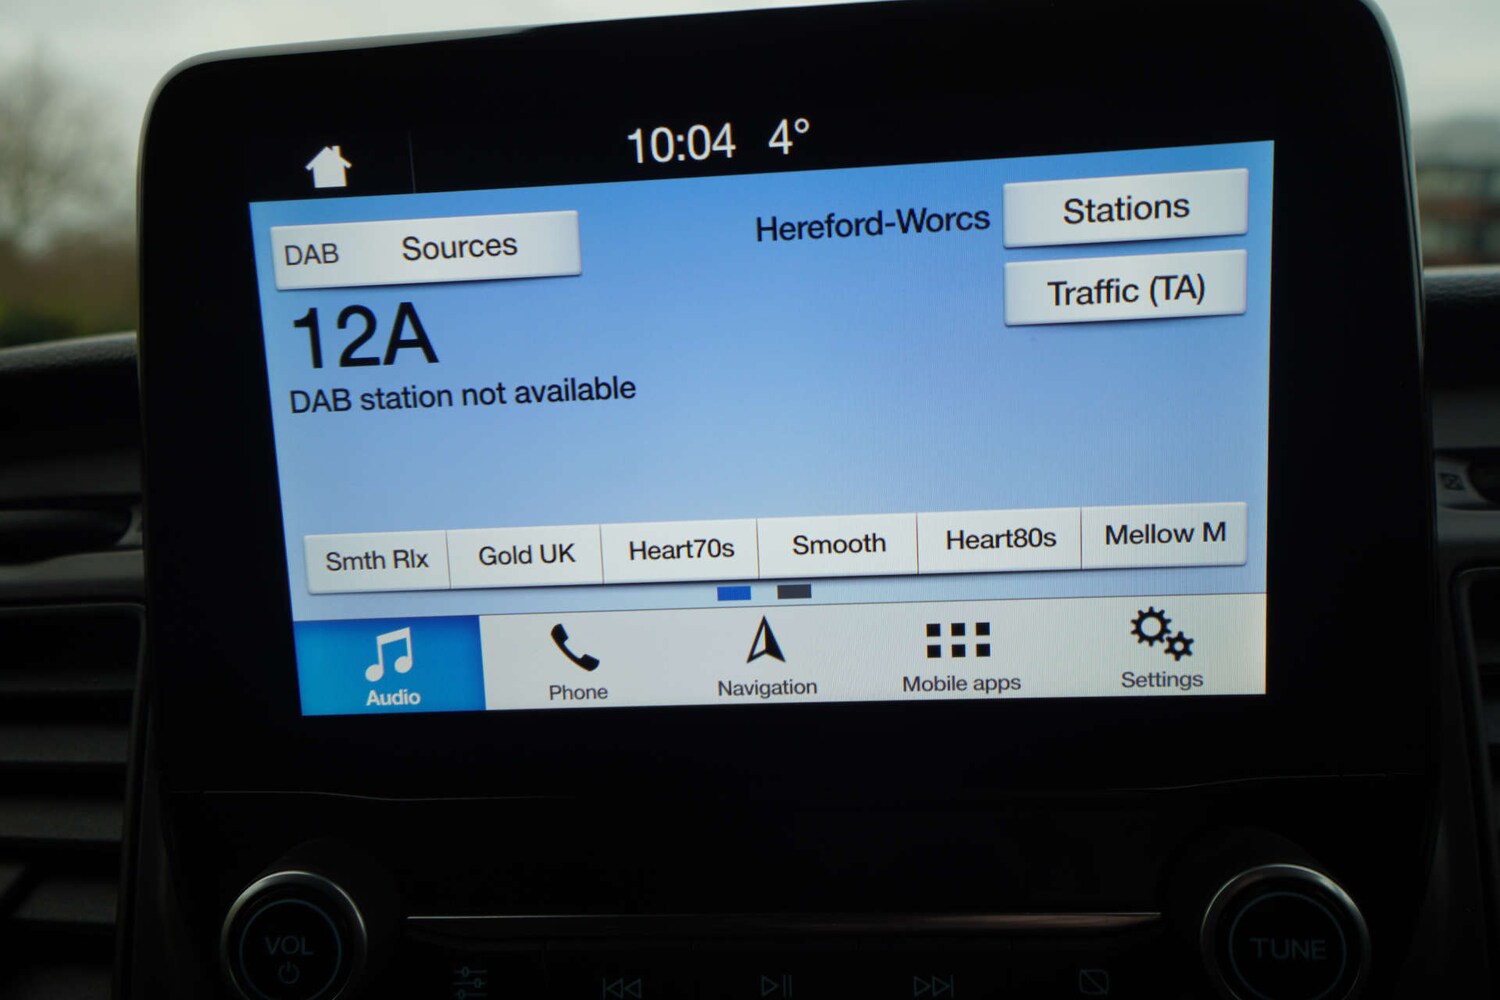 10:04 4°
DAB Sources
Hereford-Worcs
Stations
Traffic (TA)
12A
DAB station not available
Smth Rlx
Gold UK
Heart70s
Smooth
Heart80s
Mellow M
Audio
Phone
Navigation
Mobile apps
Settings
VOL
TUNE